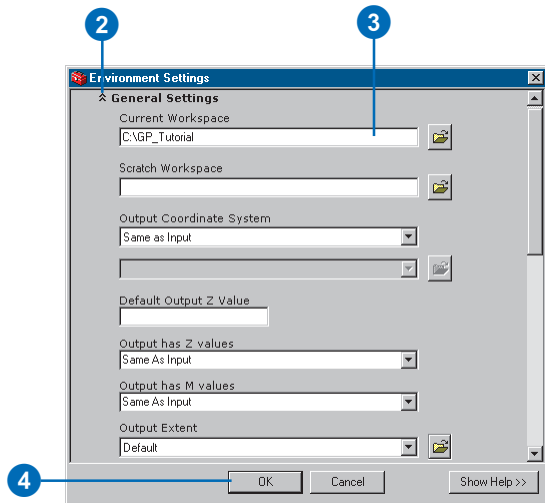 2
3
Environment Settings
General Settings
Current Workspace
C:\GP_Tutorial
Scratch Workspace
Output Coordinate System
Same as Input
Default Output Z Value
Output has Z values
Same As Input
Output has M values
Same As Input
Output Extent
Default
4
OK Cancel Show Help >>